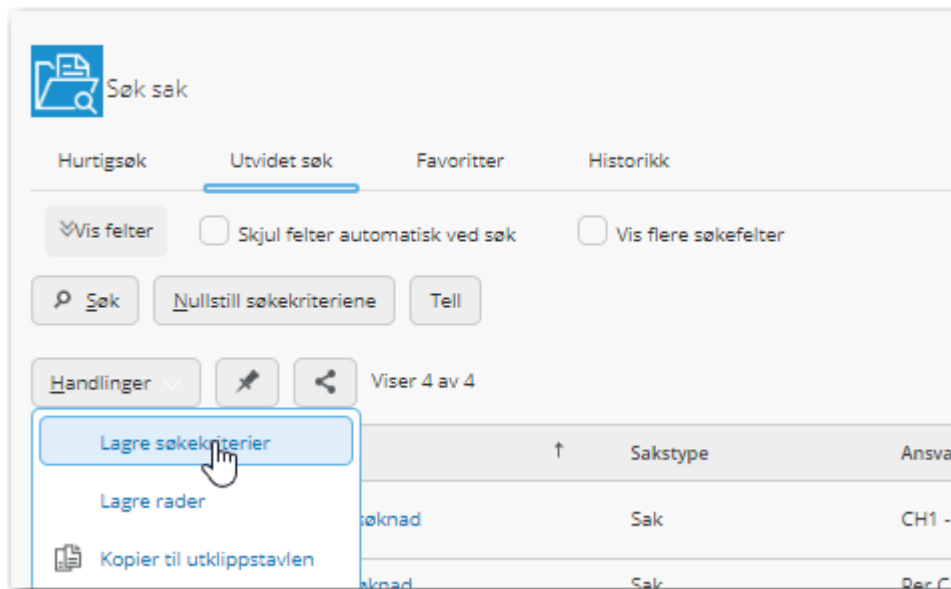 Søk sak
Hurtigsøk Utvidet søk Favoritter Historikk
Vis felter Skjul felter automatisk ved søk Vis flere søkefelter
Søk Nullstill søkekriteriene Tell
Handlinger Viser 4 av 4
Lagre søkekriterier Sakstype Ansva
Lagre rader
søknad Sak CH1 -
Kopier til utklippstavlen
øknad Sak Per C